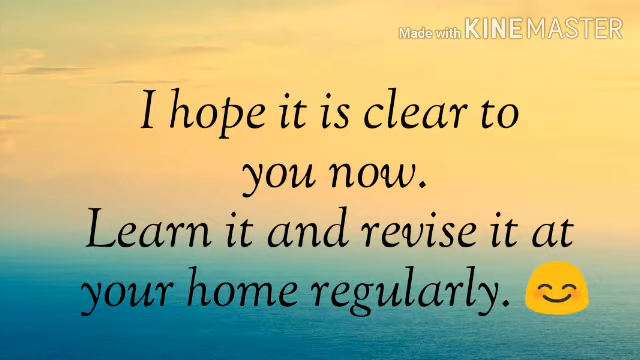 Made with KINEMASTER
I hope it is clear to
you now.
Learn it and revise it at
your home regularly. 😊